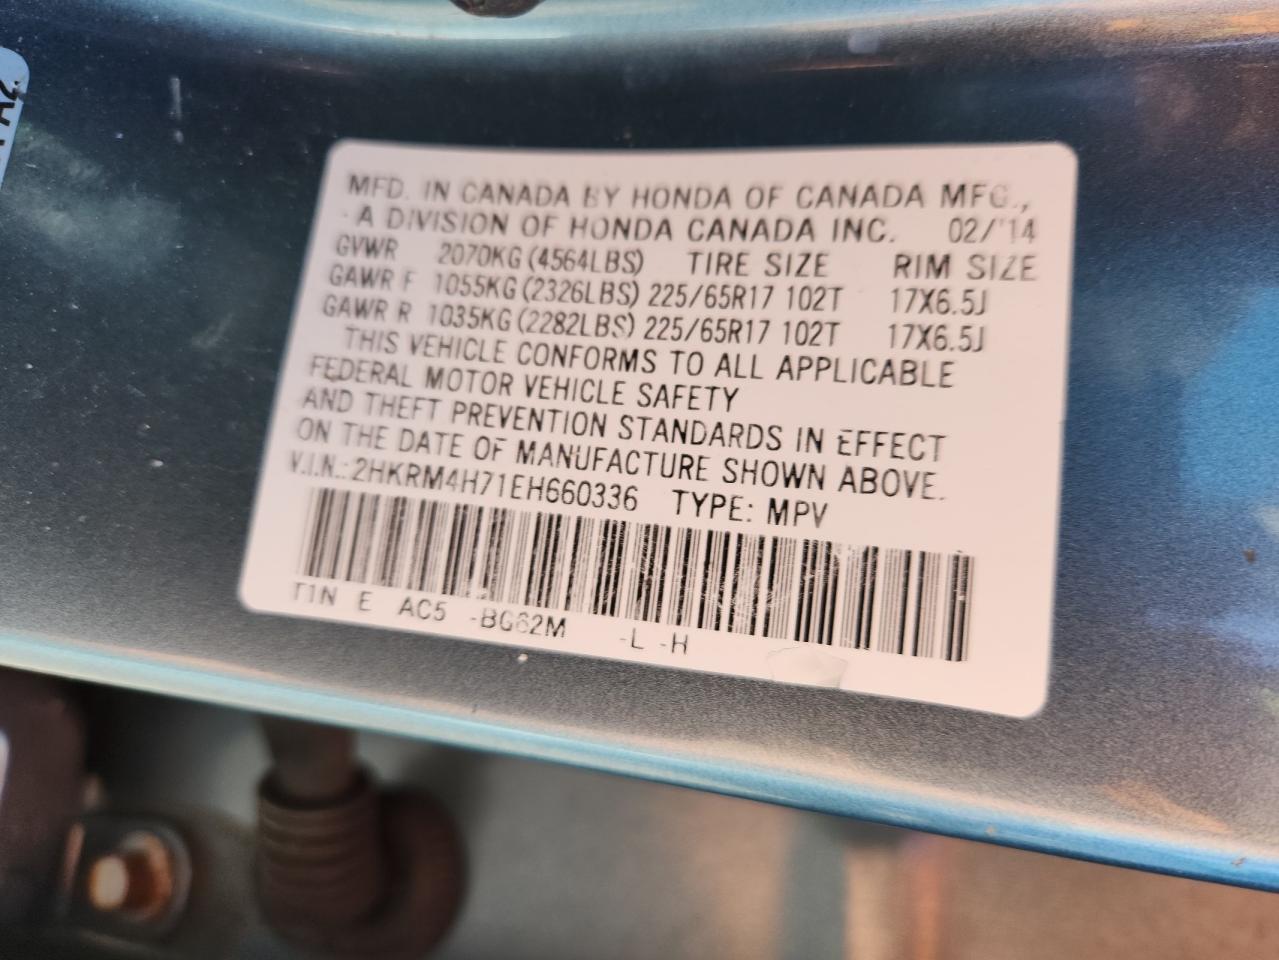 MFD. IN CANADA BY HONDA OF CANADA MFG.,
A DIVISION OF HONDA CANADA INC. 02/'14
GVWR 2070KG (4564LBS) TIRE SIZE RIM SIZE
GAWR F 1055KG (2326LBS) 225/65R17 102T 17X6.5J
GAWR R 1035KG (2282LBS) 225/65R17 102T 17X6.5J
THIS VEHICLE CONFORMS TO ALL APPLICABLE
FEDERAL MOTOR VEHICLE SAFETY
AND THEFT PREVENTION STANDARDS IN EFFECT
ON THE DATE OF MANUFACTURE SHOWN ABOVE.
V.I.N.: 2HKRM4H71EH660336 TYPE: MPV
T1N E AC5 -BG62M -L -H